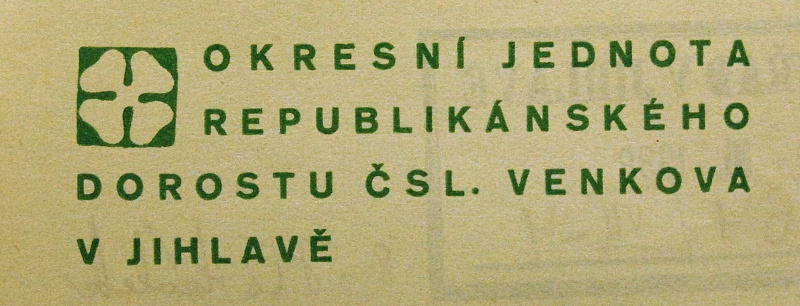 OKRESNÍ JEDNOTA
REPUBLIKÁNSKÉHO
DOROSTU ČSL. VENKOVA
V JIHLAVĚ